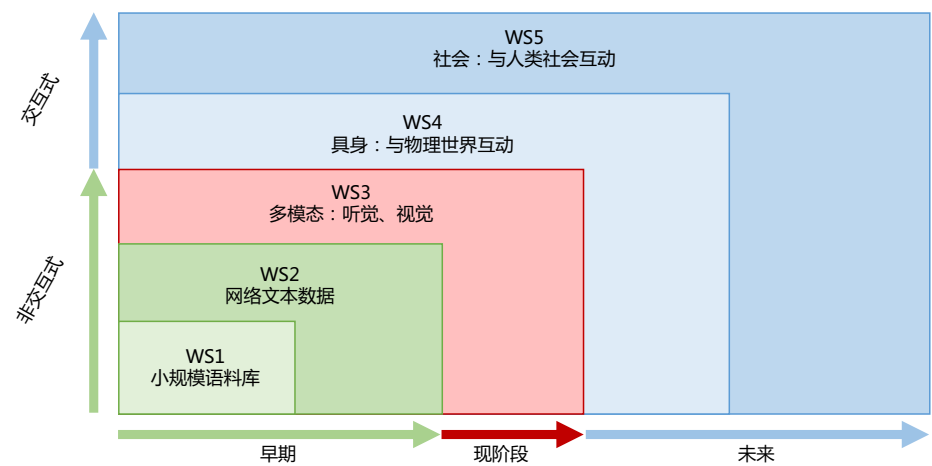 WS5
社会：与人类社会互动
WS4
具身：与物理世界互动
WS3
多模态：听觉、视觉
WS2
网络文本数据
WS1
小规模语料库
交互式
非交互式
早期
现阶段
未来